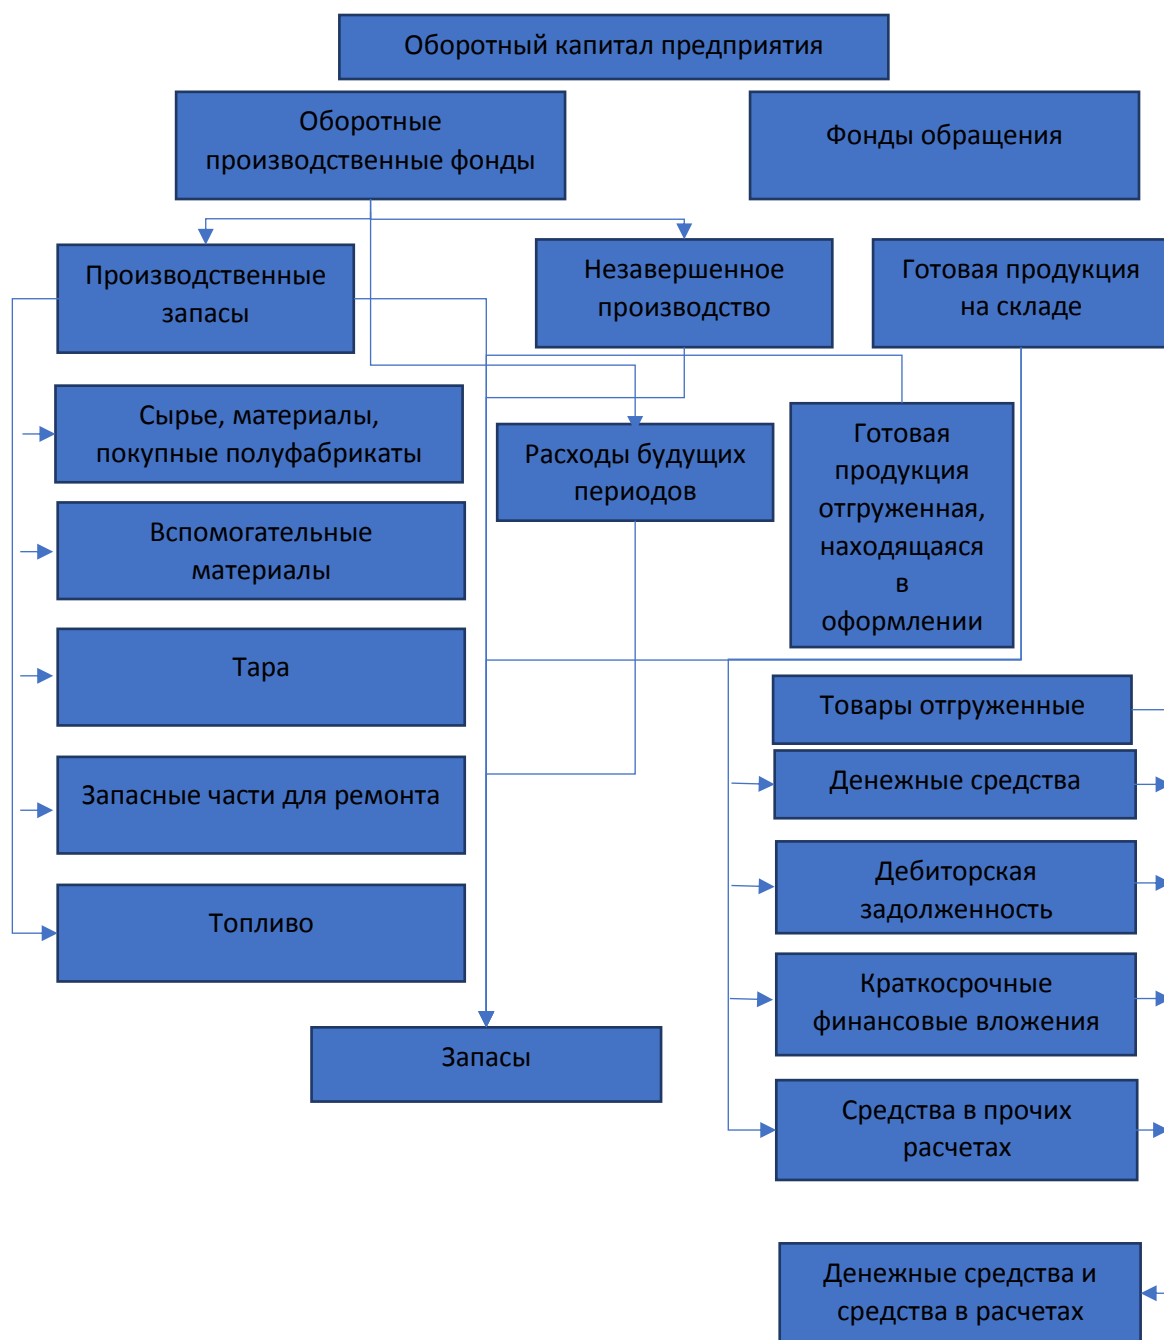 Оборотный капитал предприятия
Оборотные
производственные фонды
Фонды обращения
Производственные
запасы
Незавершенное
производство
Готовая продукция
на складе
Сырье, материалы,
покупные полуфабрикаты
Расходы будущих
периодов
Готовая
продукция
отгруженная,
находящаяся
в
оформлении
Вспомогательные
материалы
Тара
Товары отгруженные
Запасные части для ремонта
Денежные средства
Дебиторская
задолженность
Топливо
Краткосрочные
финансовые вложения
Запасы
Средства в прочих
расчетах
Денежные средства и
средства в расчетах